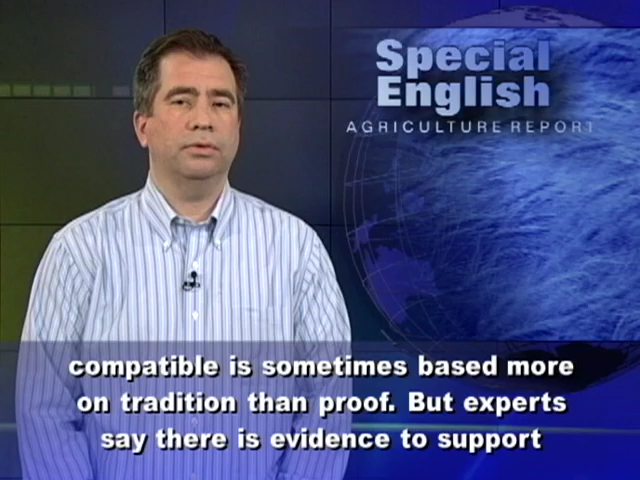 Special
English
AGRICULTURE REPORT
compatible is sometimes based more
on tradition than proof. But experts
say there is evidence to support